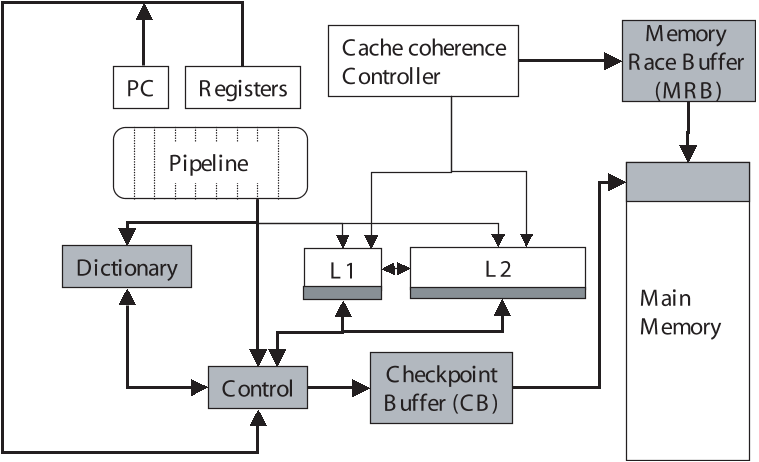 Cache coherence
Controller
Memory
Race Buffer
(MRB)
PC
Registers
Pipeline
Dictionary
L1
L2
Main
Memory
Control
Checkpoint
Buffer (CB)